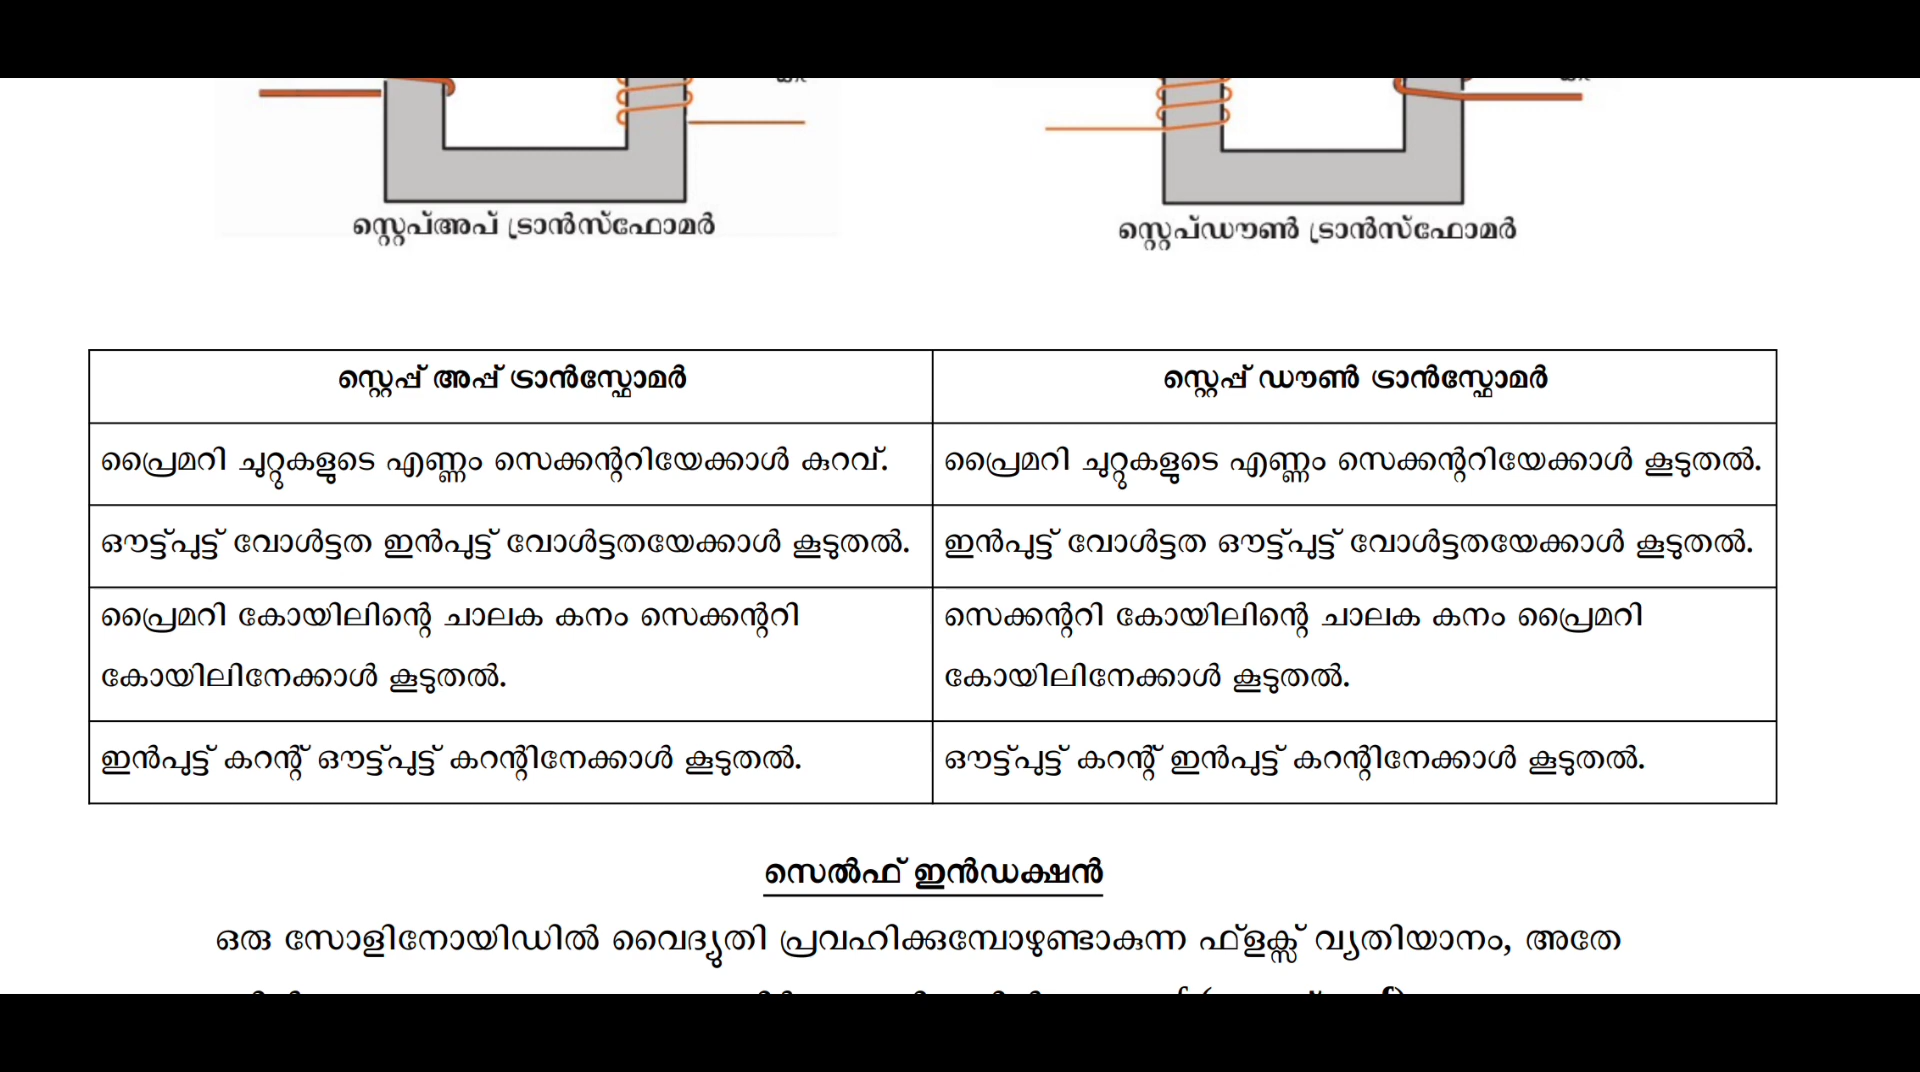 സ്റ്റെപ്അപ് ട്രാൻസ്ഫോമർ
സ്റ്റെപ്ഡൗൺ ട്രാൻസ്ഫോമർ
സ്റ്റെപ്പ് അപ്പ് ട്രാൻസ്ഫോമർ
സ്റ്റെപ്പ് ഡൗൺ ട്രാൻസ്ഫോമർ
പ്രൈമറി ചുറ്റുകളുടെ എണ്ണം സെക്കന്ററിയേക്കാൾ കുറവ്.
പ്രൈമറി ചുറ്റുകളുടെ എണ്ണം സെക്കന്ററിയേക്കാൾ കൂടുതൽ.
ഔട്ട്പുട്ട് വോൾട്ടത ഇൻപുട്ട് വോൾട്ടതയേക്കാൾ കൂടുതൽ.
ഇൻപുട്ട് വോൾട്ടത ഔട്ട്പുട്ട് വോൾട്ടതയേക്കാൾ കൂടുതൽ.
പ്രൈമറി കോയിലിന്റെ ചാലക കനം സെക്കന്ററി
കോയിലിനേക്കാൾ കൂടുതൽ.
സെക്കന്ററി കോയിലിന്റെ ചാലക കനം പ്രൈമറി
കോയിലിനേക്കാൾ കൂടുതൽ.
ഇൻപുട്ട് കറന്റ് ഔട്ട്പുട്ട് കറന്റിനേക്കാൾ കൂടുതൽ.
ഔട്ട്പുട്ട് കറന്റ് ഇൻപുട്ട് കറന്റിനേക്കാൾ കൂടുതൽ.
സെൽഫ് ഇൻഡക്ഷൻ
ഒരു സോളിനോയിഡിൽ വൈദ്യുതി പ്രവഹിക്കുമ്പോഴുണ്ടാകുന്ന ഫ്ളക്സ് വ്യതിയാനം, അതേ